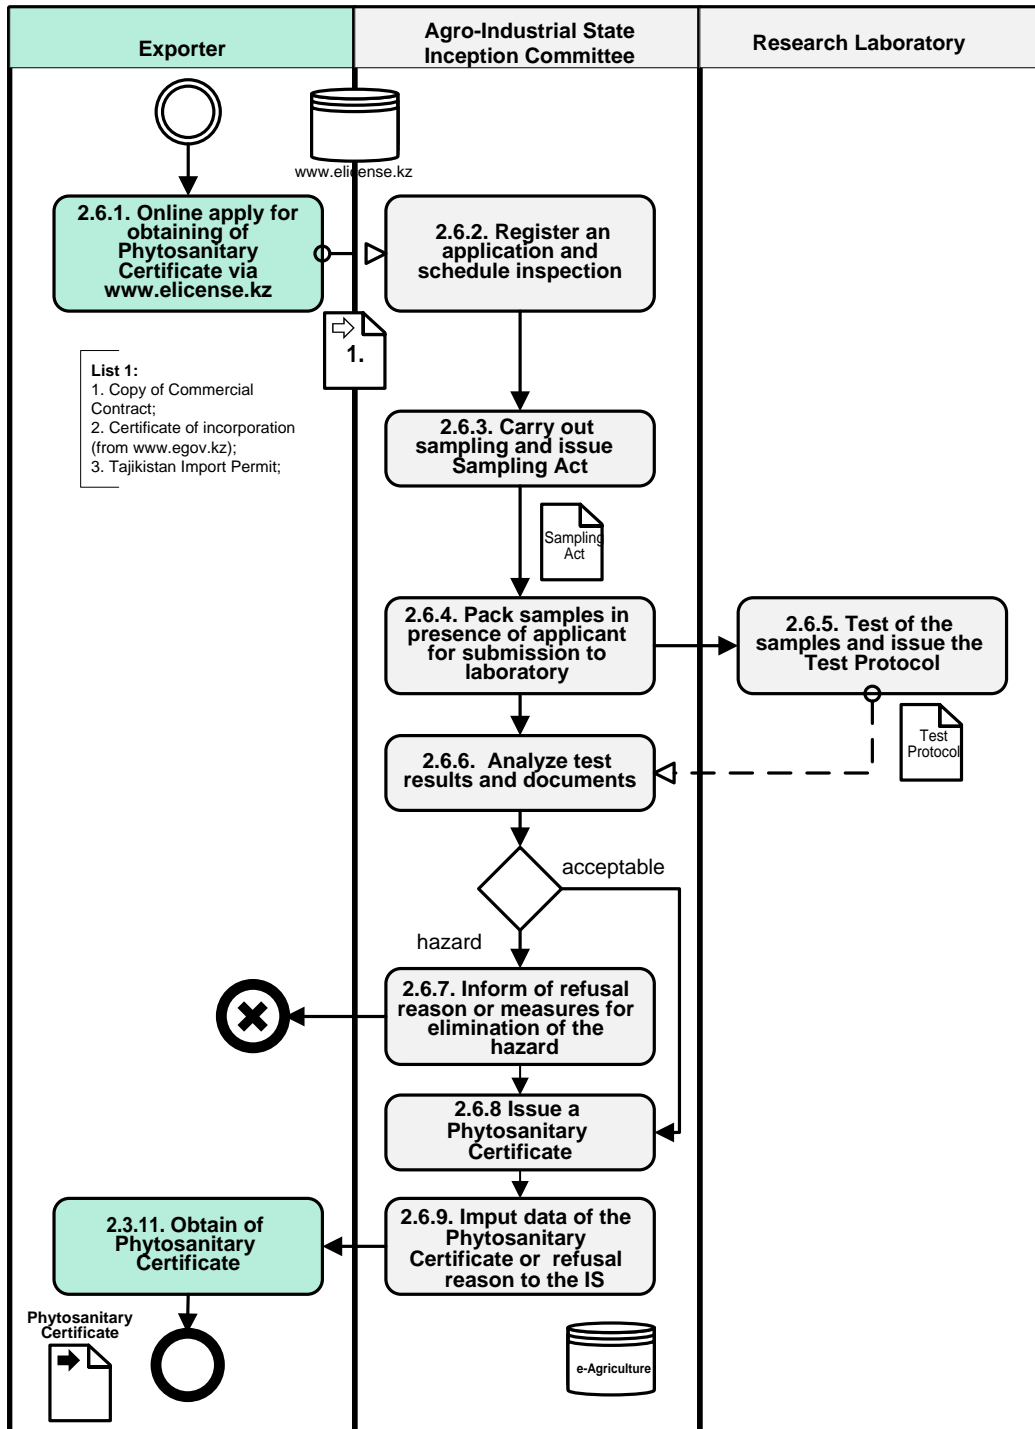 Exporter
Agro-Industrial State
Inception Committee
Research Laboratory
www.elicense.kz
2.6.1. Online apply for
obtaining of
Phytosanitary
Certificate via
www.elicense.kz
2.6.2. Register an
application and
schedule inspection
1.
List 1:
1. Copy of Commercial
Contract;
2. Certificate of incorporation
(from www.egov.kz);
3. Tajikistan Import Permit;
2.6.3. Carry out
sampling and issue
Sampling Act
Sampling
Act
2.6.4. Pack samples in
presence of applicant
for submission to
laboratory
2.6.5. Test of the
samples and issue the
Test Protocol
Test
Protocol
2.6.6. Analyze test
results and documents
acceptable
hazard
2.6.7. Inform of refusal
reason or measures for
elimination of the
hazard
2.6.8 Issue a
Phytosanitary
Certificate
2.6.9. Imput data of the
Phytosanitary
Certificate or refusal
reason to the IS
2.3.11. Obtain of
Phytosanitary
Certificate
Phytosanitary
Certificate
e-Agriculture